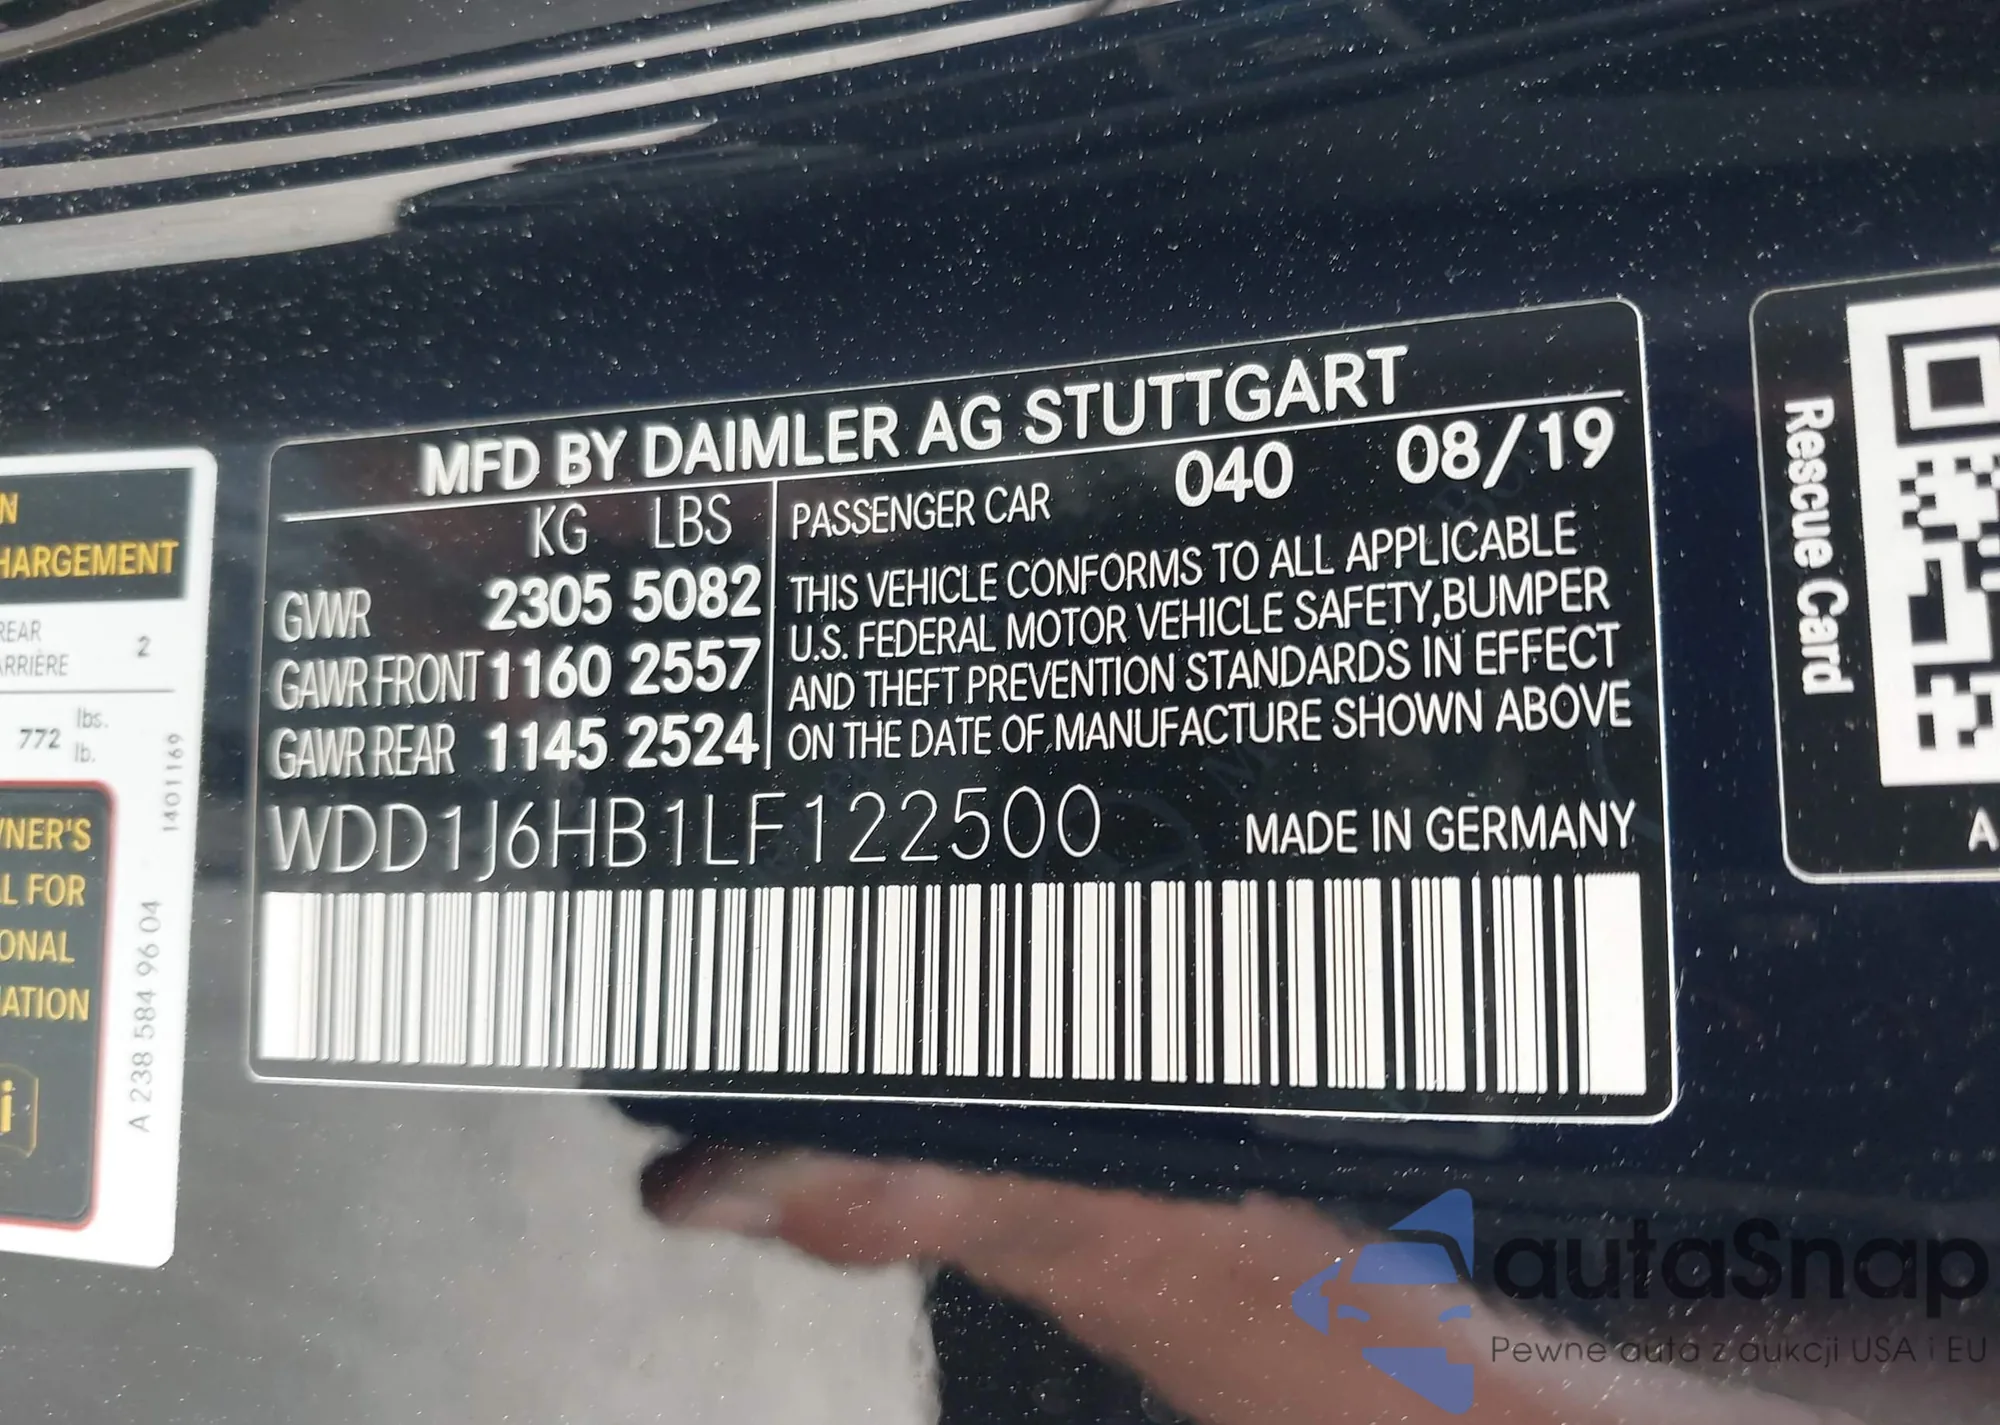 MFD BY DAIMLER AG STUTTGART
KG LBS
GVWR 2305 5082
GAWR FRONT 1160 2557
GAWR REAR 1145 2524
PASSENGER CAR 040 08/19
THIS VEHICLE CONFORMS TO ALL APPLICABLE
U.S. FEDERAL MOTOR VEHICLE SAFETY,BUMPER
AND THEFT PREVENTION STANDARDS IN EFFECT
ON THE DATE OF MANUFACTURE SHOWN ABOVE
WDD1J6HB1LF122500 MADE IN GERMANY
N
HARGEMENT
REAR
ARRIÈRE
2
772 lbs.
lb.
NER'S
L FOR
ONAL
ATION
i
1401169
A 238 584 96 04
Rescue Card
A
autaSnap
Pewne auta z aukcji USA i EU